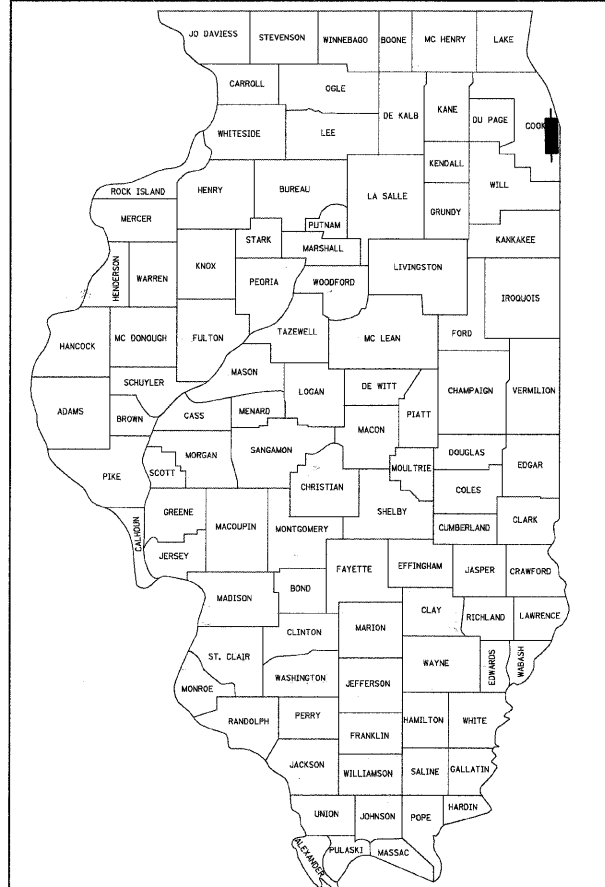 JO DAVIESS
STEVENSON
WINNEBAGO
BOONE
MC HENRY
LAKE
CARROLL
OGLE
DE KALB
KANE
DU PAGE
COOK
WHITESIDE
LEE
KENDALL
WILL
ROCK ISLAND
HENRY
BUREAU
LA SALLE
GRUNDY
MERCER
PUTNAM
STARK
MARSHALL
KANKAKEE
HENDERSON
WARREN
KNOX
PEORIA
WOODFORD
LIVINGSTON
IROQUOIS
HANCOCK
MC DONOUGH
FULTON
TAZEWELL
MC LEAN
FORD
MASON
SCHUYLER
LOGAN
DE WITT
CHAMPAIGN
VERMILION
ADAMS
BROWN
CASS
MENARD
MACON
PIATT
PIKE
SCOTT
MORGAN
SANGAMON
CHRISTIAN
MOULTRIE
DOUGLAS
EDGAR
COLES
CALHOUN
GREENE
MACOUPIN
MONTGOMERY
SHELBY
CUMBERLAND
CLARK
JERSEY
FAYETTE
EFFINGHAM
JASPER
CRAWFORD
MADISON
BOND
CLAY
RICHLAND
LAWRENCE
CLINTON
MARION
ST. CLAIR
WAYNE
EDWARDS
WABASH
MONROE
WASHINGTON
JEFFERSON
RANDOLPH
PERRY
HAMILTON
WHITE
FRANKLIN
JACKSON
WILLIAMSON
SALINE
GALLATIN
UNION
JOHNSON
POPE
HARDIN
ALEXANDER
PULASKI
MASSAC